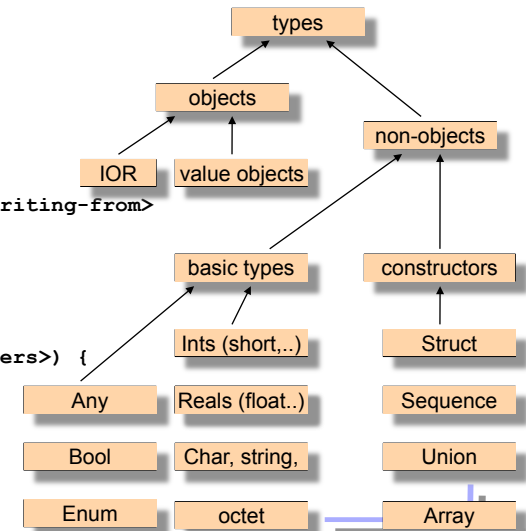 types
objects
non-objects
IOR value objects
riting-from>
basic types constructors
Ints (short,..) Struct
ers>) {
Any Reals (float..) Sequence
Bool Char, string, Union
Enum octet Array